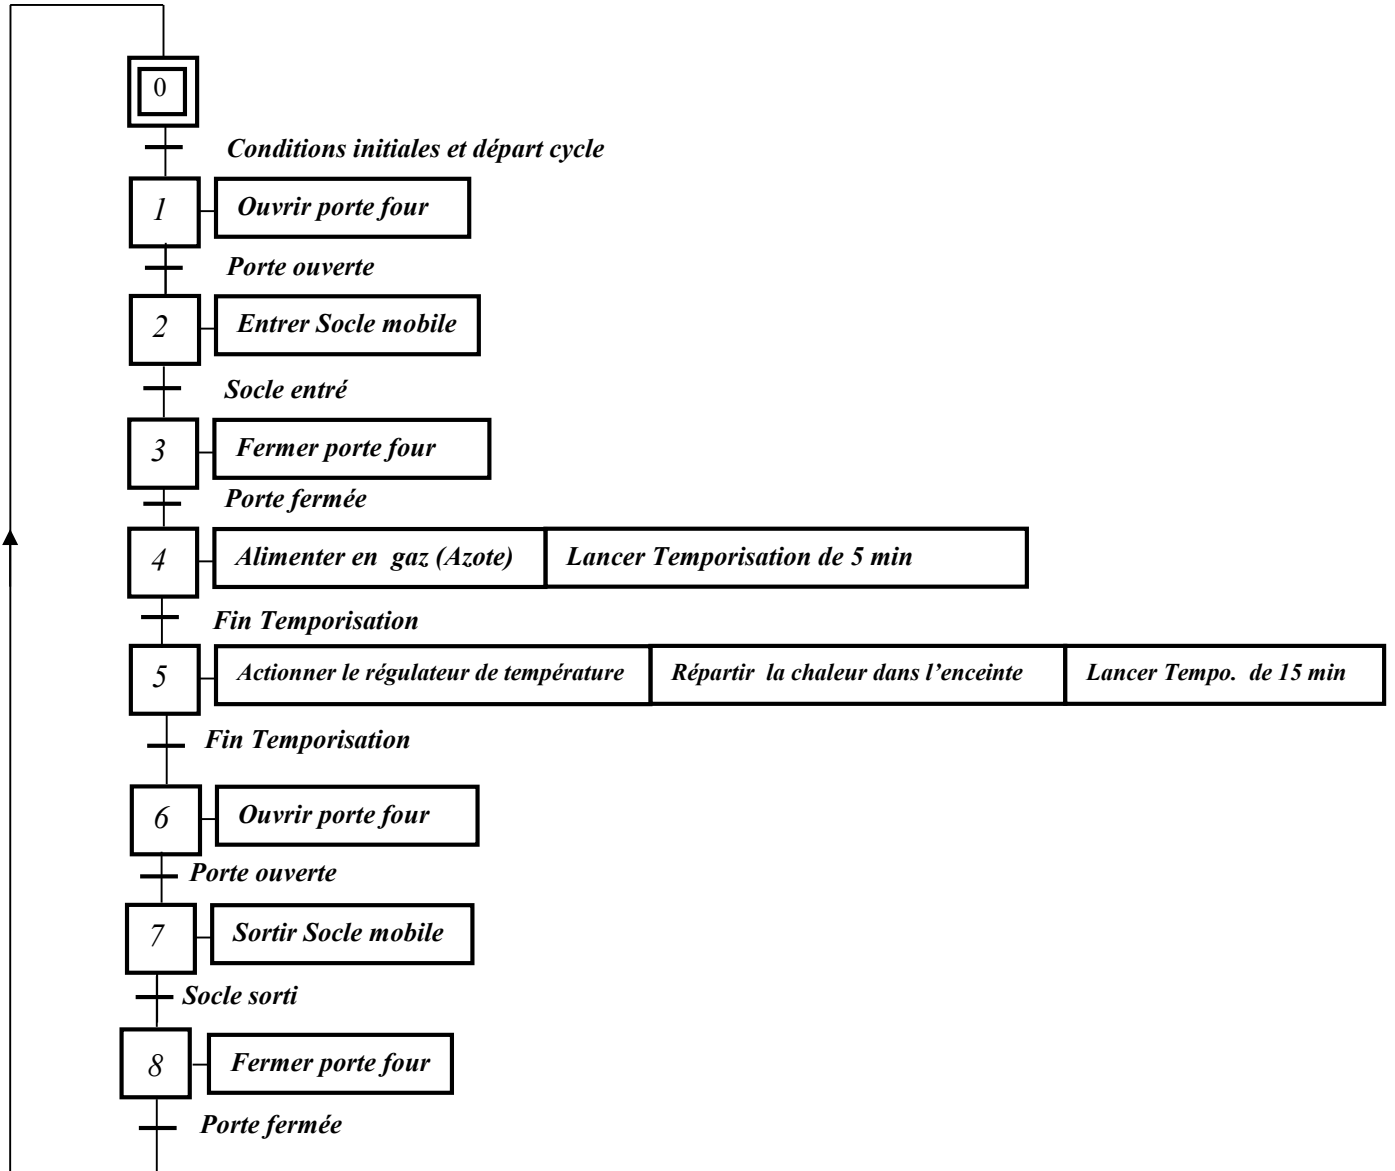 0
Conditions initiales et départ cycle
1 Ouvrir porte four
Porte ouverte
2 Entrer Socle mobile
Socle entré
3 Fermer porte four
Porte fermée
4 Alimenter en gaz (Azote) Lancer Temporisation de 5 min
Fin Temporisation
5 Actionner le régulateur de température Répartir la chaleur dans l'enceinte Lancer Tempo. de 15 min
Fin Temporisation
6 Ouvrir porte four
Porte ouverte
7 Sortir Socle mobile
Socle sorti
8 Fermer porte four
Porte fermée